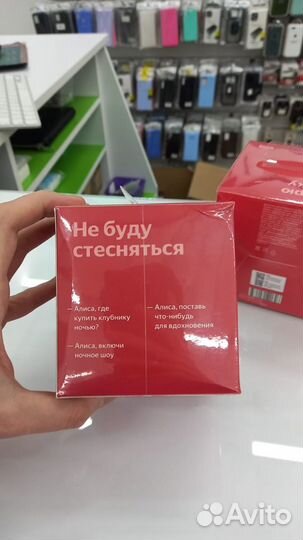 Не буду
стесняться
— Алиса, где
купить клубнику
ночью?
— Алиса, включи
ночное шоу
— Алиса, поставь
что-нибудь
для вдохновения
Avito